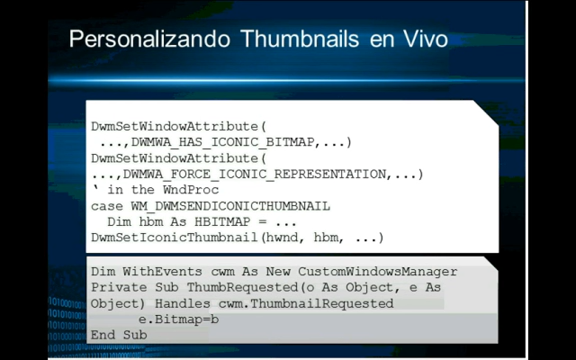 Personalizando Thumbnails en Vivo
DwmSetWindowAttribute(
...,DWMWA_HAS_ICONIC_BITMAP,...)
DwmSetWindowAttribute(
...,DWMWA_FORCE_ICONIC_REPRESENTATION,...)
‘ in the WndProc
case WM_DWMSENDICONICTHUMBNAIL
Dim hbm As HBITMAP = ...
DwmSetIconicThumbnail(hwnd, hbm, ...)
Dim WithEvents cwm As New CustomWindowsManager
Private Sub ThumbRequested(o As Object, e As
Object) Handles cwm.ThumbnailRequested
e.Bitmap=b
End Sub